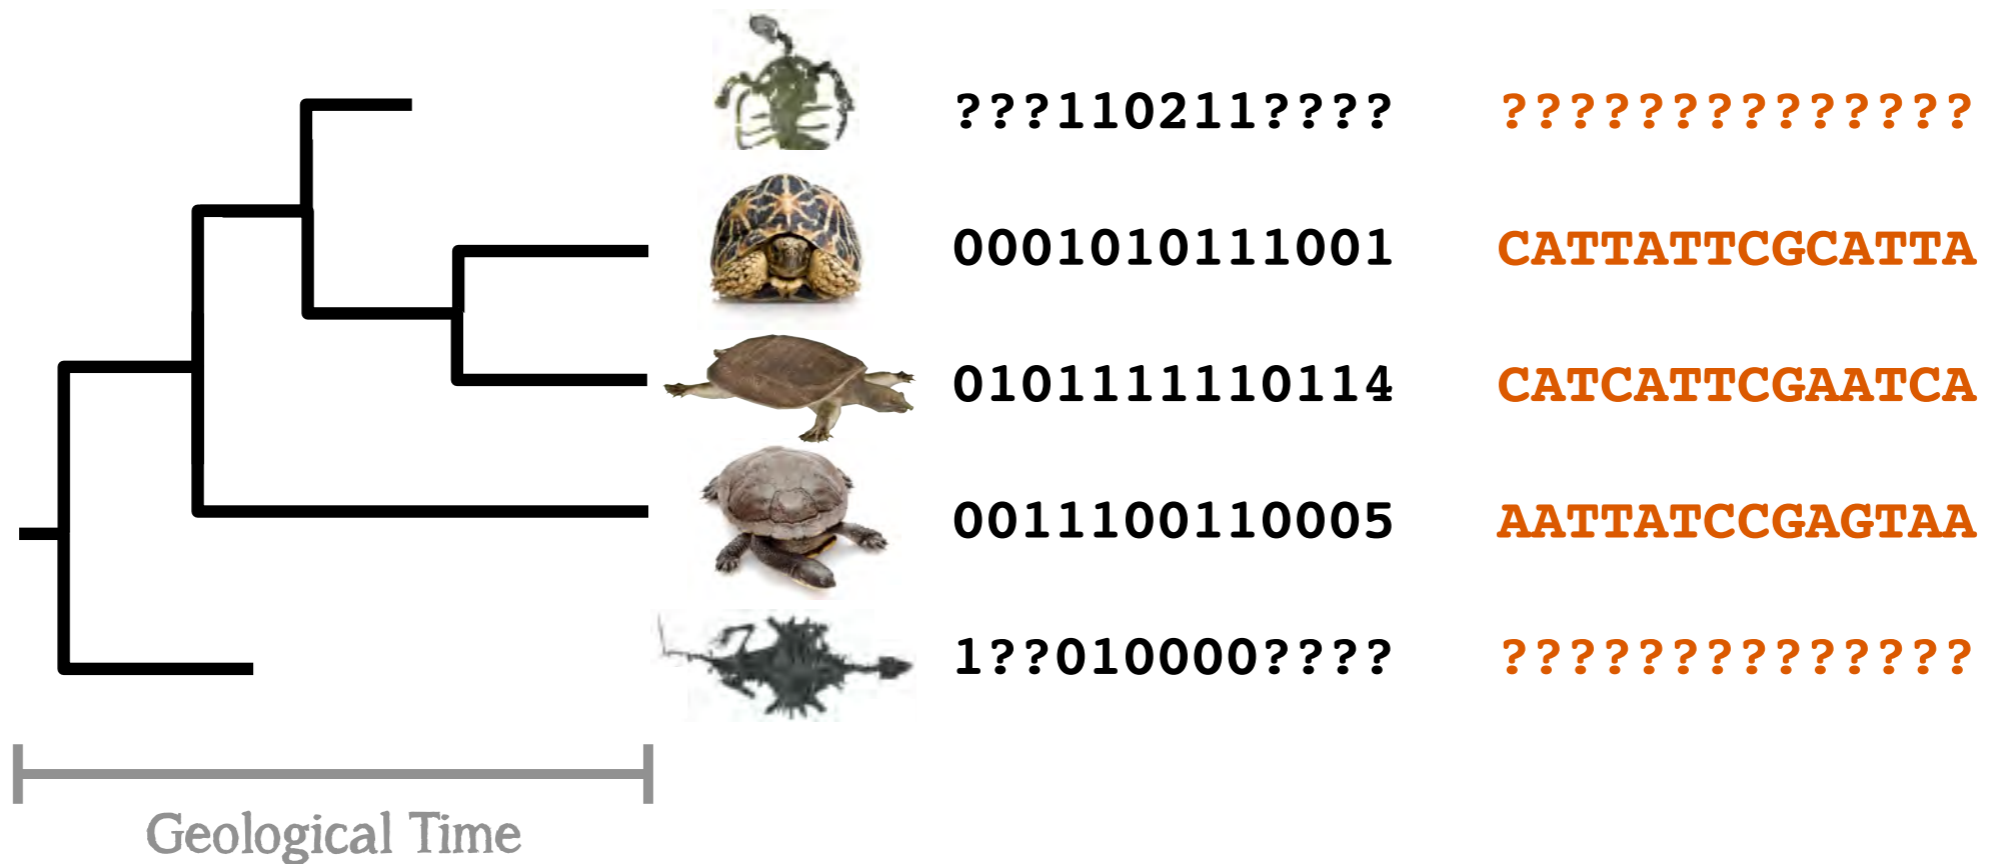 ???110211???? ??????????????
0001010111001 CATTATTCGCATTA
0101111110114 CATCATTCGAATCA
0011100110005 AATTATCCGAGTAA
1??010000???? ??????????????
Geological Time